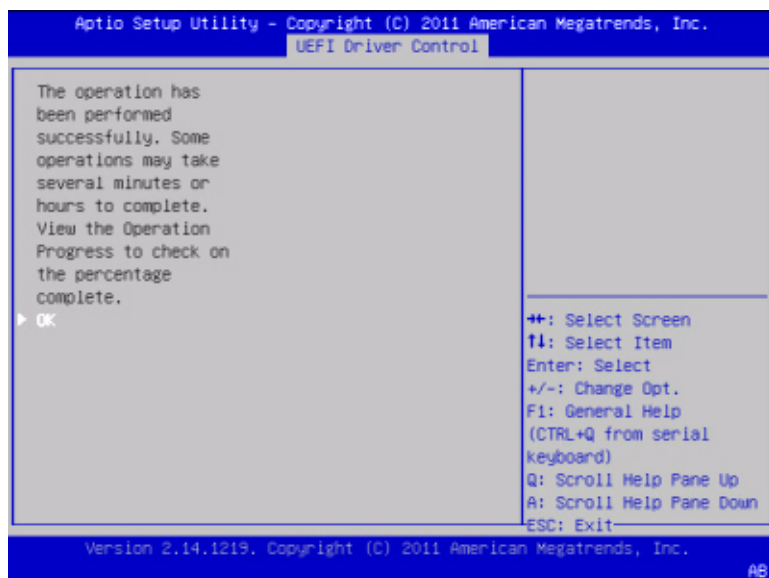 Aptio Setup Utility - Copyright (C) 2011 American Megatrends, Inc.
UEFI Driver Control
The operation has
been performed
successfully. Some
operations may take
several minutes or
hours to complete.
View the Operation
Progress to check on
the percentage
complete.
OK
→←: Select Screen
↑↓: Select Item
Enter: Select
+/-: Change Opt.
F1: General Help
(CTRL+Q from serial
keyboard)
Q: Scroll Help Pane Up
A: Scroll Help Pane Down
ESC: Exit
Version 2.14.1219. Copyright (C) 2011 American Megatrends, Inc.
AB